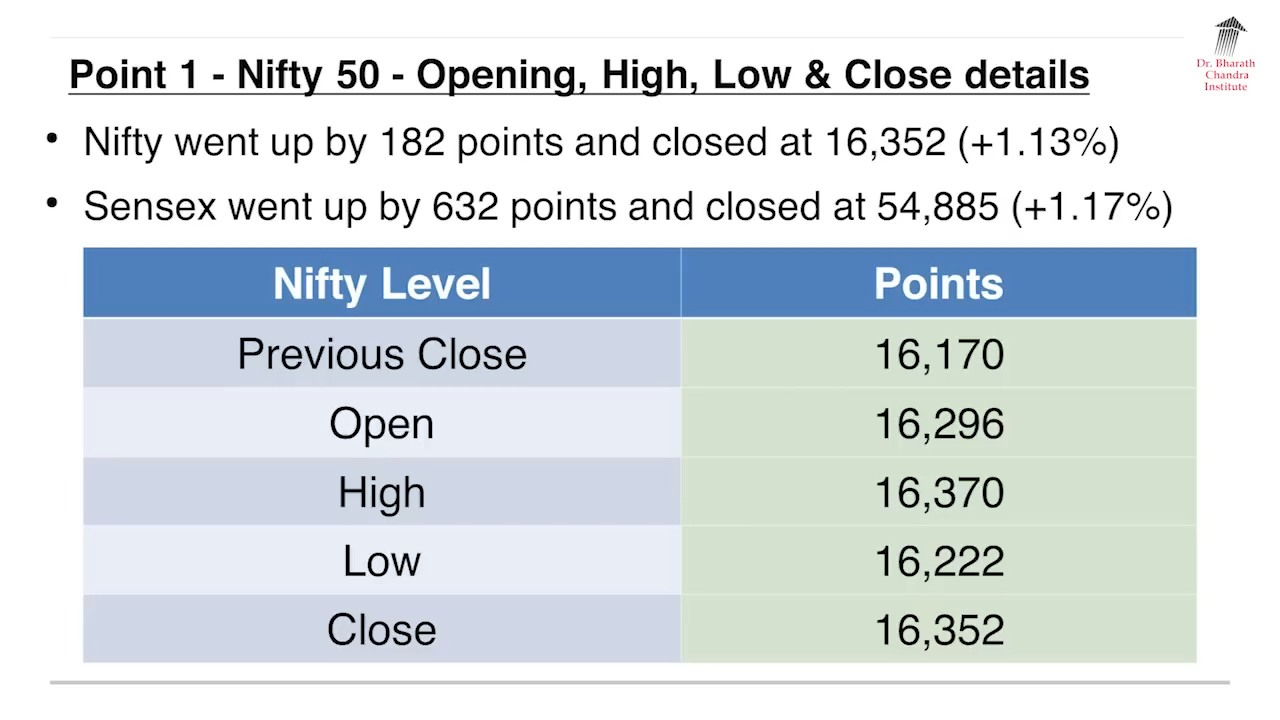 Dr. Bharath
Chandra
Institute
Point 1 - Nifty 50 - Opening, High, Low & Close details
• Nifty went up by 182 points and closed at 16,352 (+1.13%)
• Sensex went up by 632 points and closed at 54,885 (+1.17%)
Nifty Level Points
Previous Close 16,170
Open 16,296
High 16,370
Low 16,222
Close 16,352